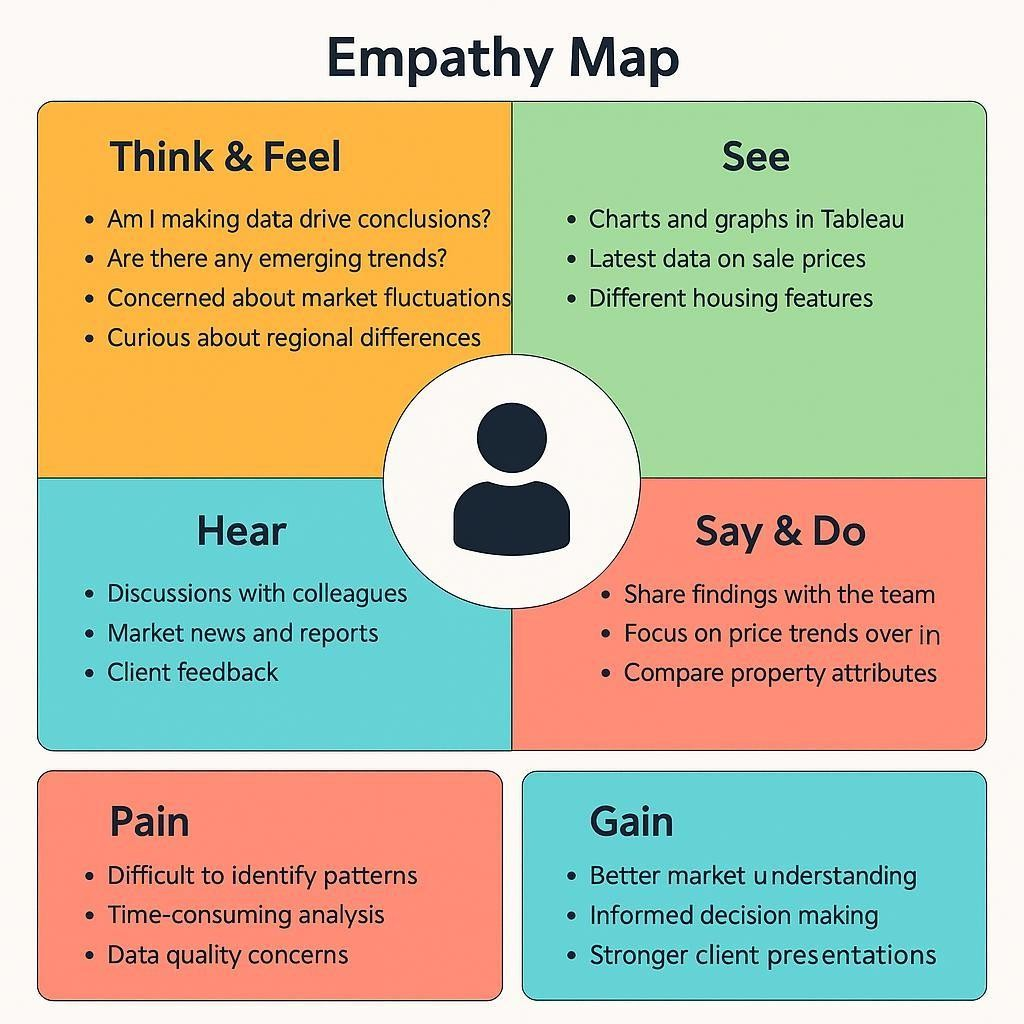 Empathy Map
Think & Feel
• Am I making data drive conclusions?
• Are there any emerging trends?
• Concerned about market fluctuations
• Curious about regional differences
See
• Charts and graphs in Tableau
• Latest data on sale prices
• Different housing features
Hear
• Discussions with colleagues
• Market news and reports
• Client feedback
Say & Do
• Share findings with the team
• Focus on price trends over in
• Compare property attributes
Pain
• Difficult to identify patterns
• Time-consuming analysis
• Data quality concerns
Gain
• Better market understanding
• Informed decision making
• Stronger client presentations